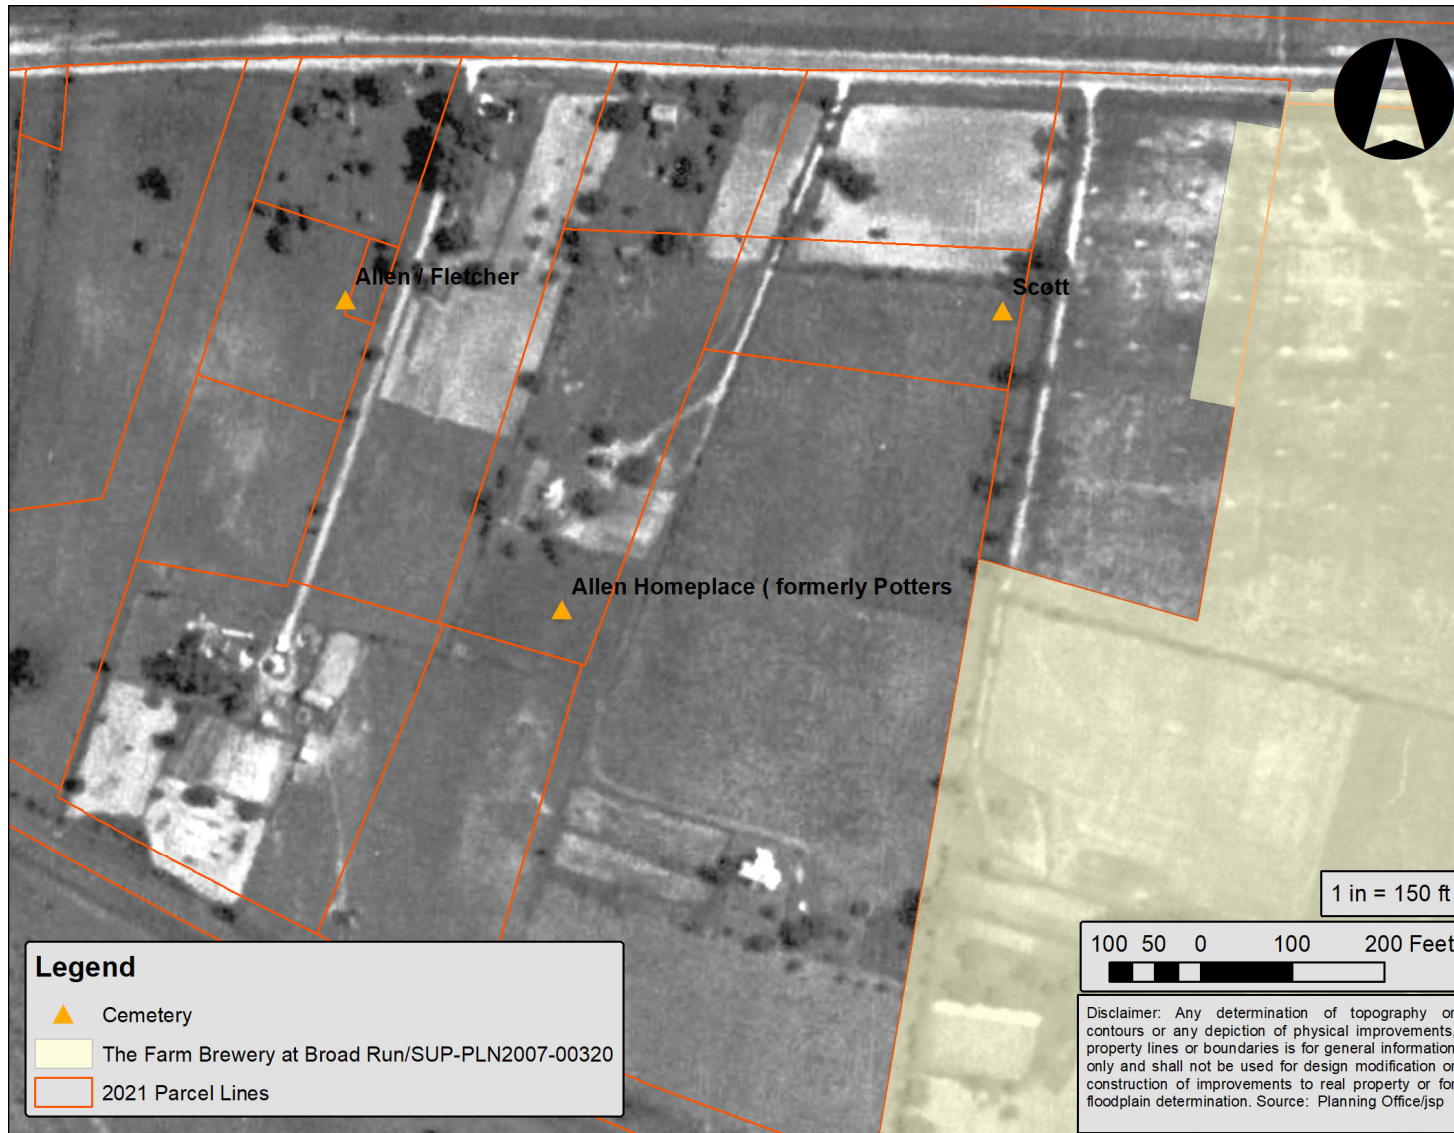 Allen / Fletcher
Scott
Allen Homeplace ( formerly Potters
1 in = 150 ft
100 50 0 100 200 Feet
Legend
Cemetery
The Farm Brewery at Broad Run/SUP-PLN2007-00320
2021 Parcel Lines
Disclaimer: Any determination of topography or
contours or any depiction of physical improvements,
property lines or boundaries is for general information
only and shall not be used for design modification or
construction of improvements to real property or for
floodplain determination. Source: Planning Office/jsp